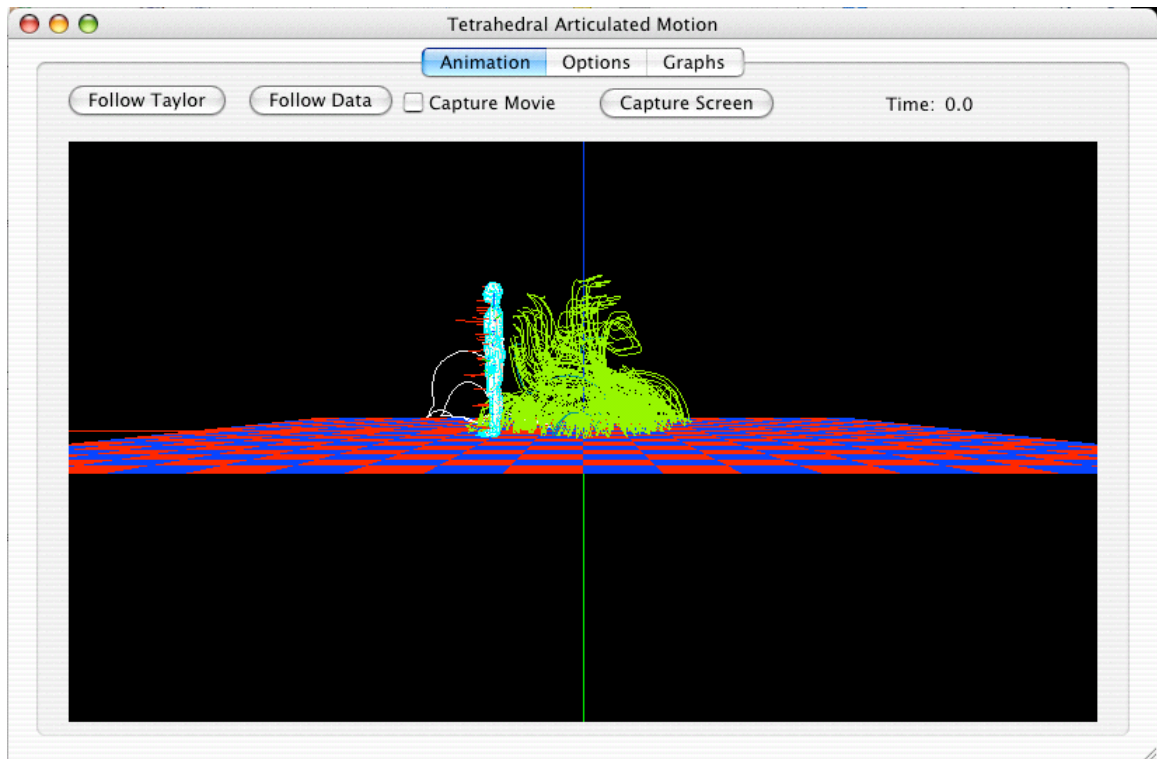 Tetrahedral Articulated Motion
Animation Options Graphs
Follow Taylor Follow Data Capture Movie Capture Screen Time: 0.0